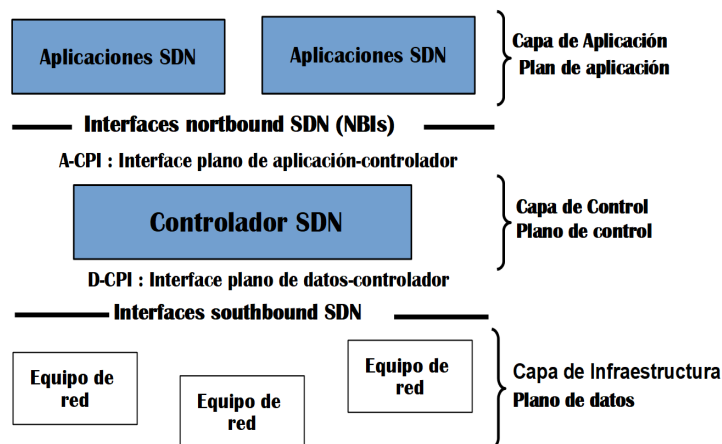 Aplicaciones SDN
Aplicaciones SDN
Capa de Aplicación
Plan de aplicación
Interfaces nortbound SDN (NBIs)
A-CPI : Interface plano de aplicación-controlador
Controlador SDN
Capa de Control
Plano de control
D-CPI : Interface plano de datos-controlador
Interfaces southbound SDN
Equipo de
red
Equipo de
red
Equipo de
red
Capa de Infraestructura
Plano de datos